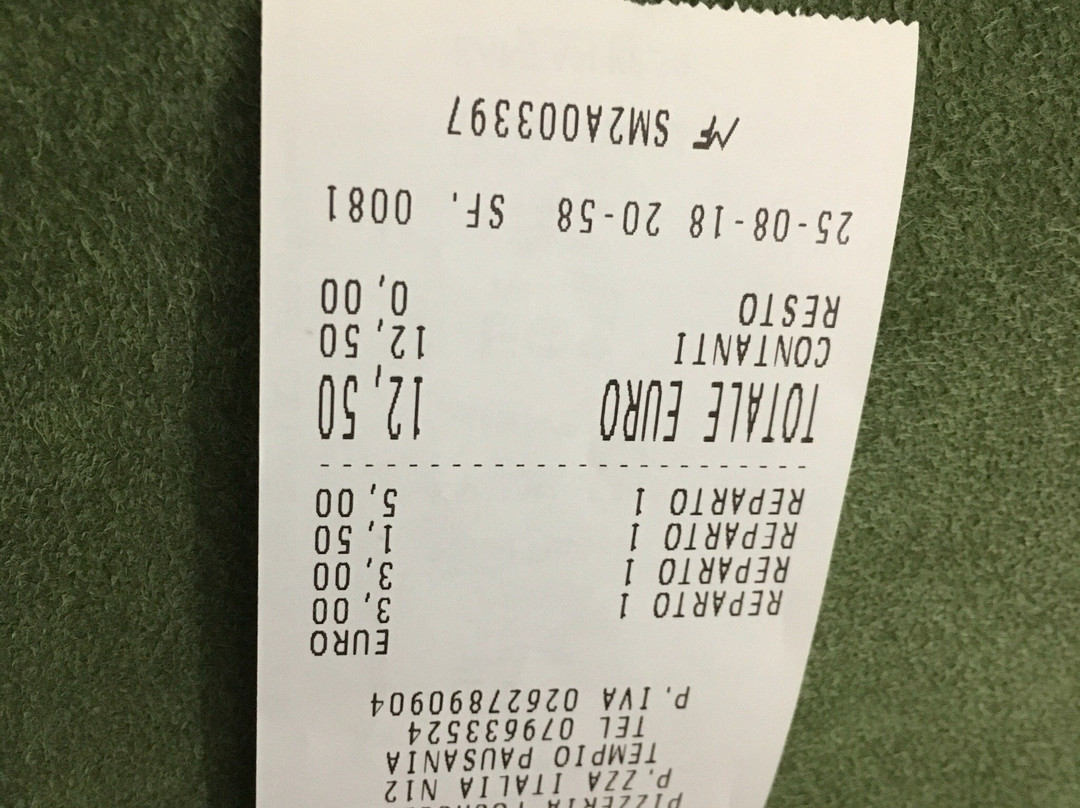 PIZZERIA
P.ZZA ITALIA N12
TEMPIO PAUSANIA
TEL 079633524
P.IVA 02627890904
EURO
REPARTO 1 3,00
REPARTO 1 3,00
REPARTO 1 1,50
REPARTO 1 5,00
TOTALE EURO 12,50
CONTANTI 12,50
RESTO 0,00
25-08-18 20-58 SF. 0081
MF SM2A003397